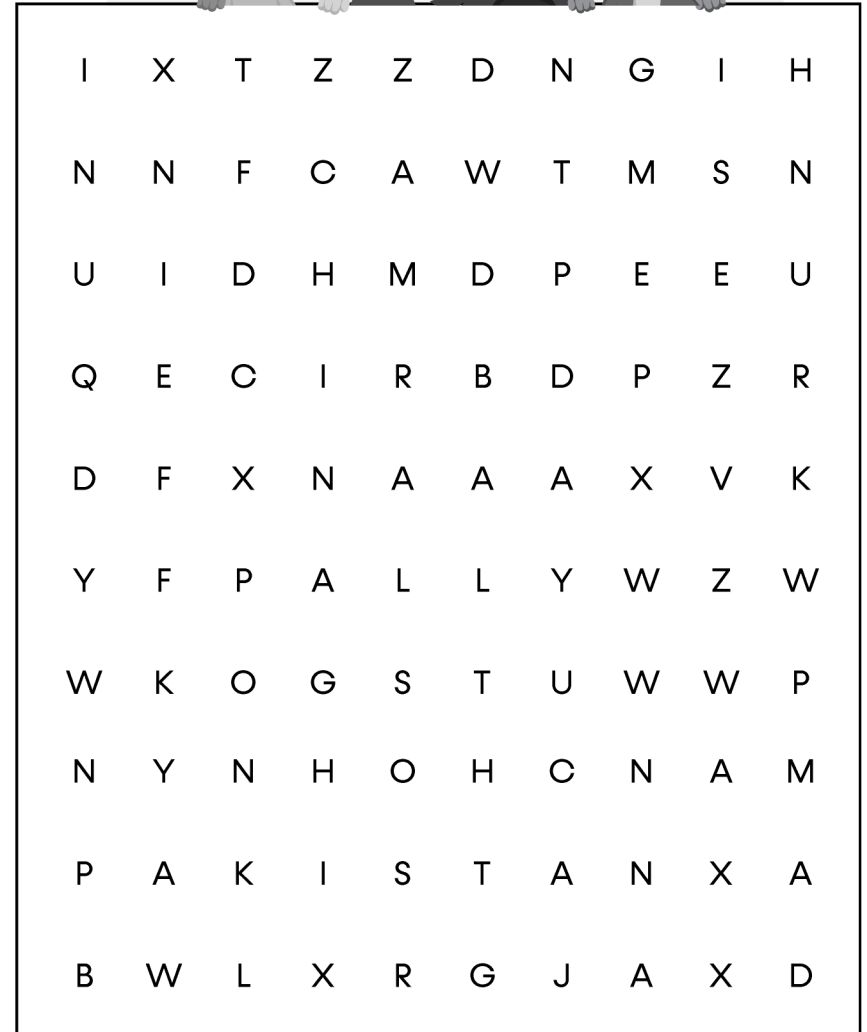 I X T Z Z D N G I H
N N F C A W T M S N
U I D H M D P E E U
Q E C I R B D P Z R
D F X N A A A X V K
Y F P A L L Y W Z W
W K O G S T U W W P
N Y N H O H C N A M
P A K I S T A N X A
B W L X R G J A X D